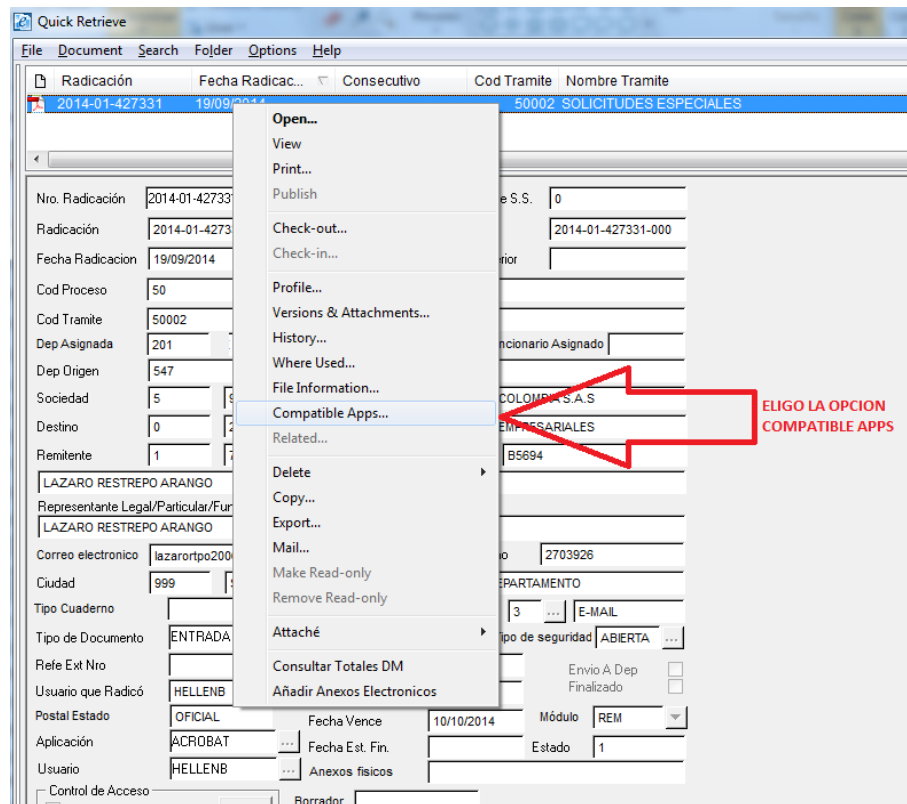 Quick Retrieve
File Document Search Folder Options Help
Radicación Fecha Radicac... Consecutivo Cod Tramite Nombre Tramite
2014-01-427331 19/09/2014 50002 SOLICITUDES ESPECIALES
Open...
View
Print...
Publish
Check-out...
Check-in...
Profile...
Versions & Attachments...
History...
Where Used...
File Information...
Compatible Apps...
Related...
Delete
Copy...
Export...
Mail...
Make Read-only
Remove Read-only
Attaché
Consultar Totales DM
Añadir Anexos Electronicos
Nro. Radicación 2014-01-42733 e S.S. 0
Radicación 2014-01-4273 2014-01-427331-000
Fecha Radicacion 19/09/2014 rior
Cod Proceso 50
Cod Tramite 50002
Dep Asignada 201 ncionario Asignado
Dep Origen 547
Sociedad 5 COLOMBIA S.A.S
Destino 0 2 EMPRESARIALES
Remitente 1 7 B5694
LAZARO RESTREPO ARANGO
Representante Legal/Particular/Fur
LAZARO RESTREPO ARANGO
Correo electronico lazarortpo200 no 2703926
Ciudad 999 EPARTAMENTO
Tipo Cuaderno 3 ... E-MAIL
Tipo de Documento ENTRADA ipo de seguridad ABIERTA ...
Refe Ext Nro Envio A Dep
Finalizado
Usuario que Radicó HELLENB
Postal Estado OFICIAL Fecha Vence 10/10/2014 Módulo REM
Aplicación ACROBAT ... Fecha Est. Fin. Estado 1
Usuario HELLENB ... Anexos fisicos
Control de Acceso Borrador
ELIGO LA OPCION
COMPATIBLE APPS